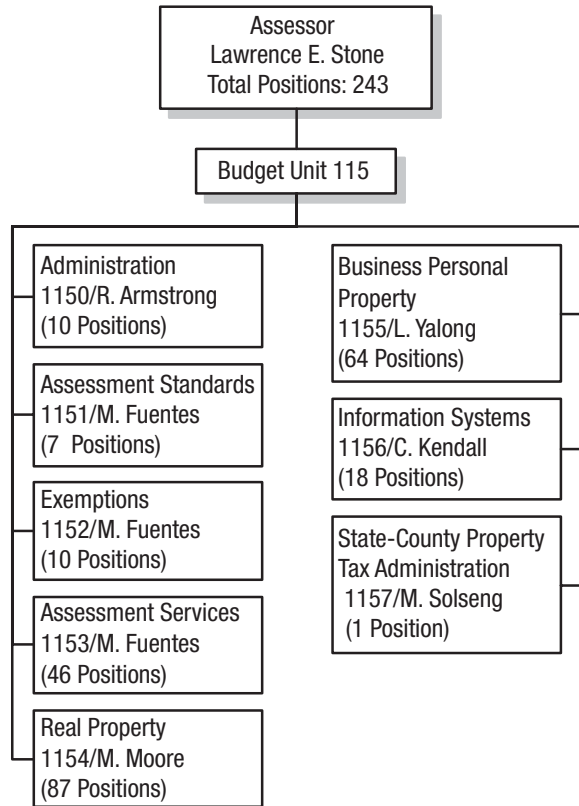 Assessor
Lawrence E. Stone
Total Positions: 243
Budget Unit 115
Administration
1150/R. Armstrong
(10 Positions)
Assessment Standards
1151/M. Fuentes
(7 Positions)
Exemptions
1152/M. Fuentes
(10 Positions)
Assessment Services
1153/M. Fuentes
(46 Positions)
Real Property
1154/M. Moore
(87 Positions)
Business Personal
Property
1155/L. Yalong
(64 Positions)
Information Systems
1156/C. Kendall
(18 Positions)
State-County Property
Tax Administration
1157/M. Solseng
(1 Position)